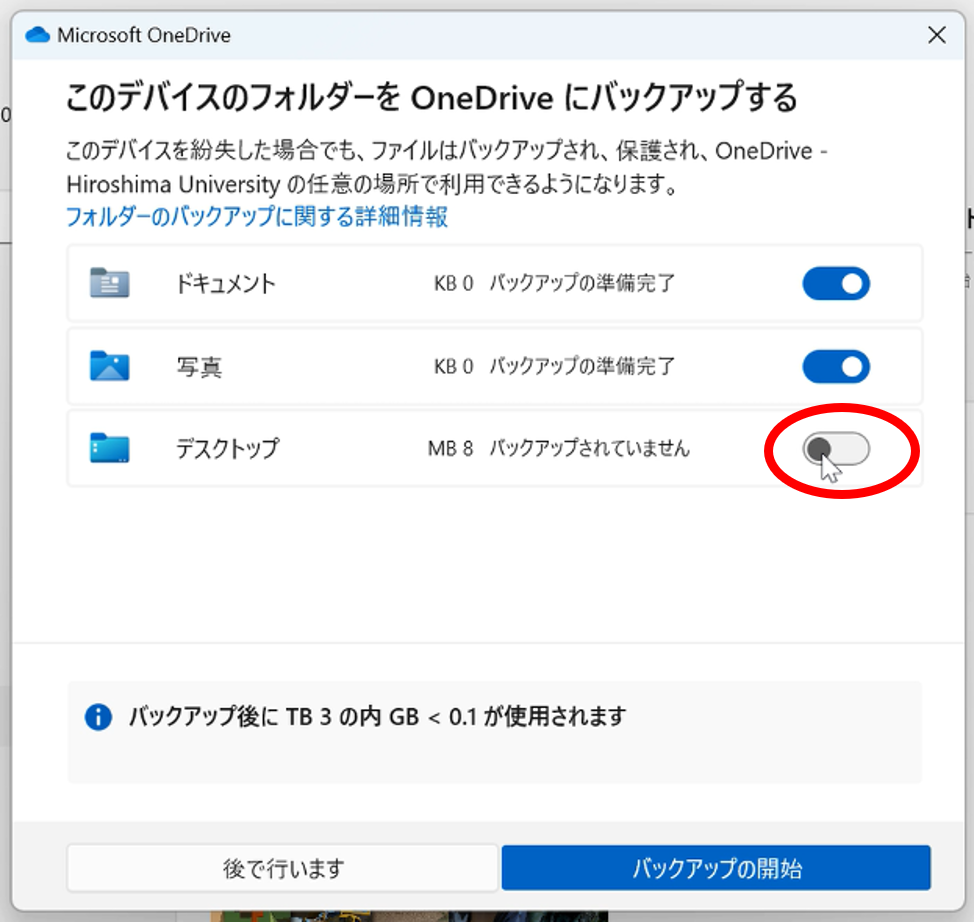 Microsoft OneDrive
このデバイスのフォルダーを OneDrive にバックアップする
このデバイスを紛失した場合でも、ファイルはバックアップされ、保護され、OneDrive -
Hiroshima University の任意の場所で利用できるようになります。
フォルダーのバックアップに関する詳細情報
ドキュメント KB 0 バックアップの準備完了
写真 KB 0 バックアップの準備完了
デスクトップ MB 8 バックアップされていません
バックアップ後に TB 3 の内 GB < 0.1 が使用されます
後で行います バックアップの開始